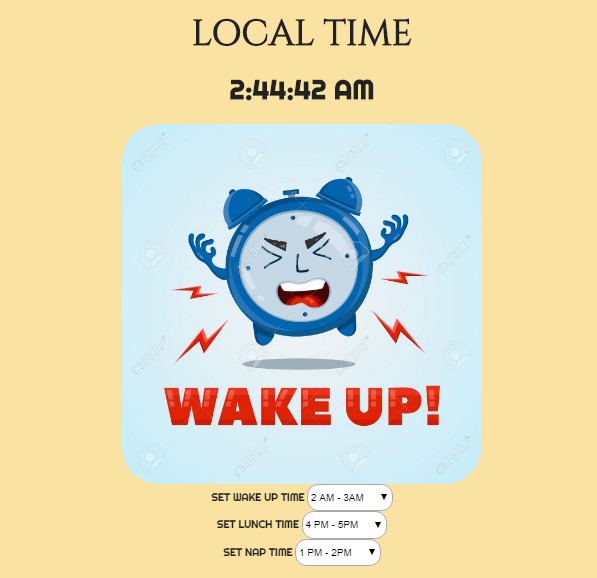 LOCAL TIME
2:44:42 AM
WAKE UP!
SET WAKE UP TIME 2 AM - 3AM
SET LUNCH TIME 4 PM - 5PM
SET NAP TIME 1 PM - 2PM